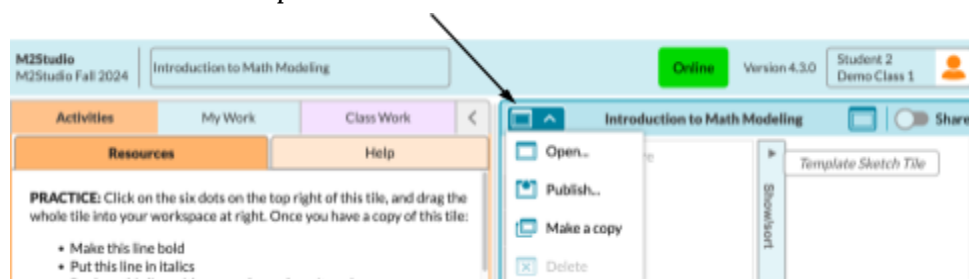 M2Studio
M2Studio Fall 2024
Introduction to Math Modeling
Online
Version 4.3.0
Student 2
Demo Class 1
Activities
My Work
Class Work
Introduction to Math Modeling
Share
Resources
Help
Open...
Publish...
Make a copy
Delete
Show/sort
Template Sketch Tile
PRACTICE: Click on the six dots on the top right of this tile, and drag the
whole tile into your workspace at right. Once you have a copy of this tile:
• Make this line bold
• Put this line in italics